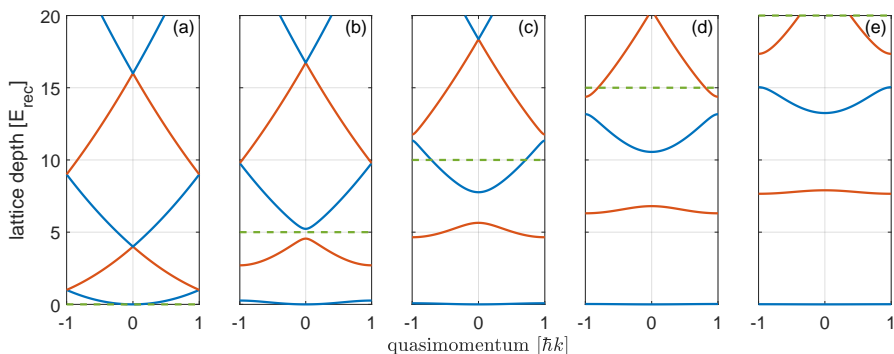 (a) (b) (c) (d) (e)
20
15
10
5
0
lattice depth [E_rec]
-1 0 1 -1 0 1 -1 0 1 -1 0 1 -1 0 1
quasimomentum [ħk]